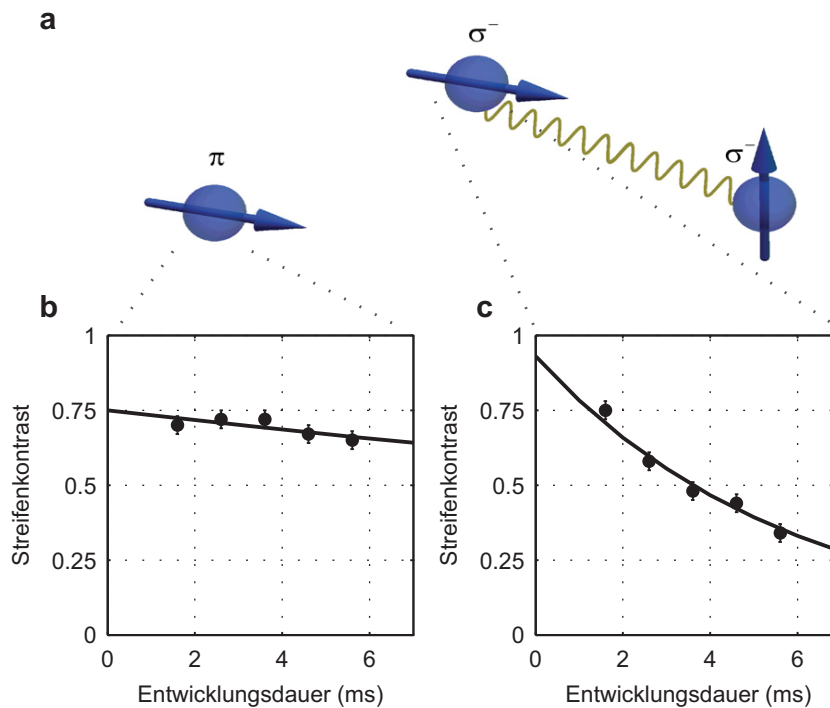 a
σ⁻
σ⁻
π
b
c
1
0.75
0.5
0.25
0
Streifenkontrast
0 2 4 6
Entwicklungsdauer (ms)
1
0.75
0.5
0.25
0
Streifenkontrast
0 2 4 6
Entwicklungsdauer (ms)